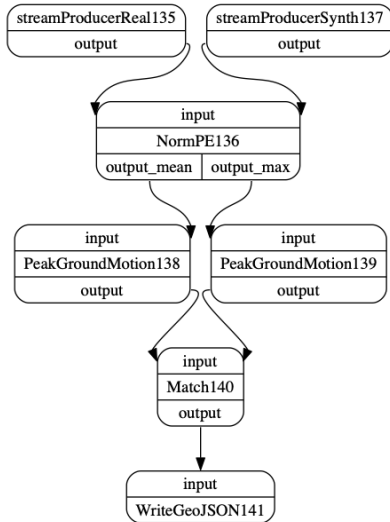 streamProducerReal135
output
streamProducerSynth137
output
input
NormPE136
output_mean output_max
input
PeakGroundMotion138
output
input
PeakGroundMotion139
output
input
Match140
output
input
WriteGeoJSON141